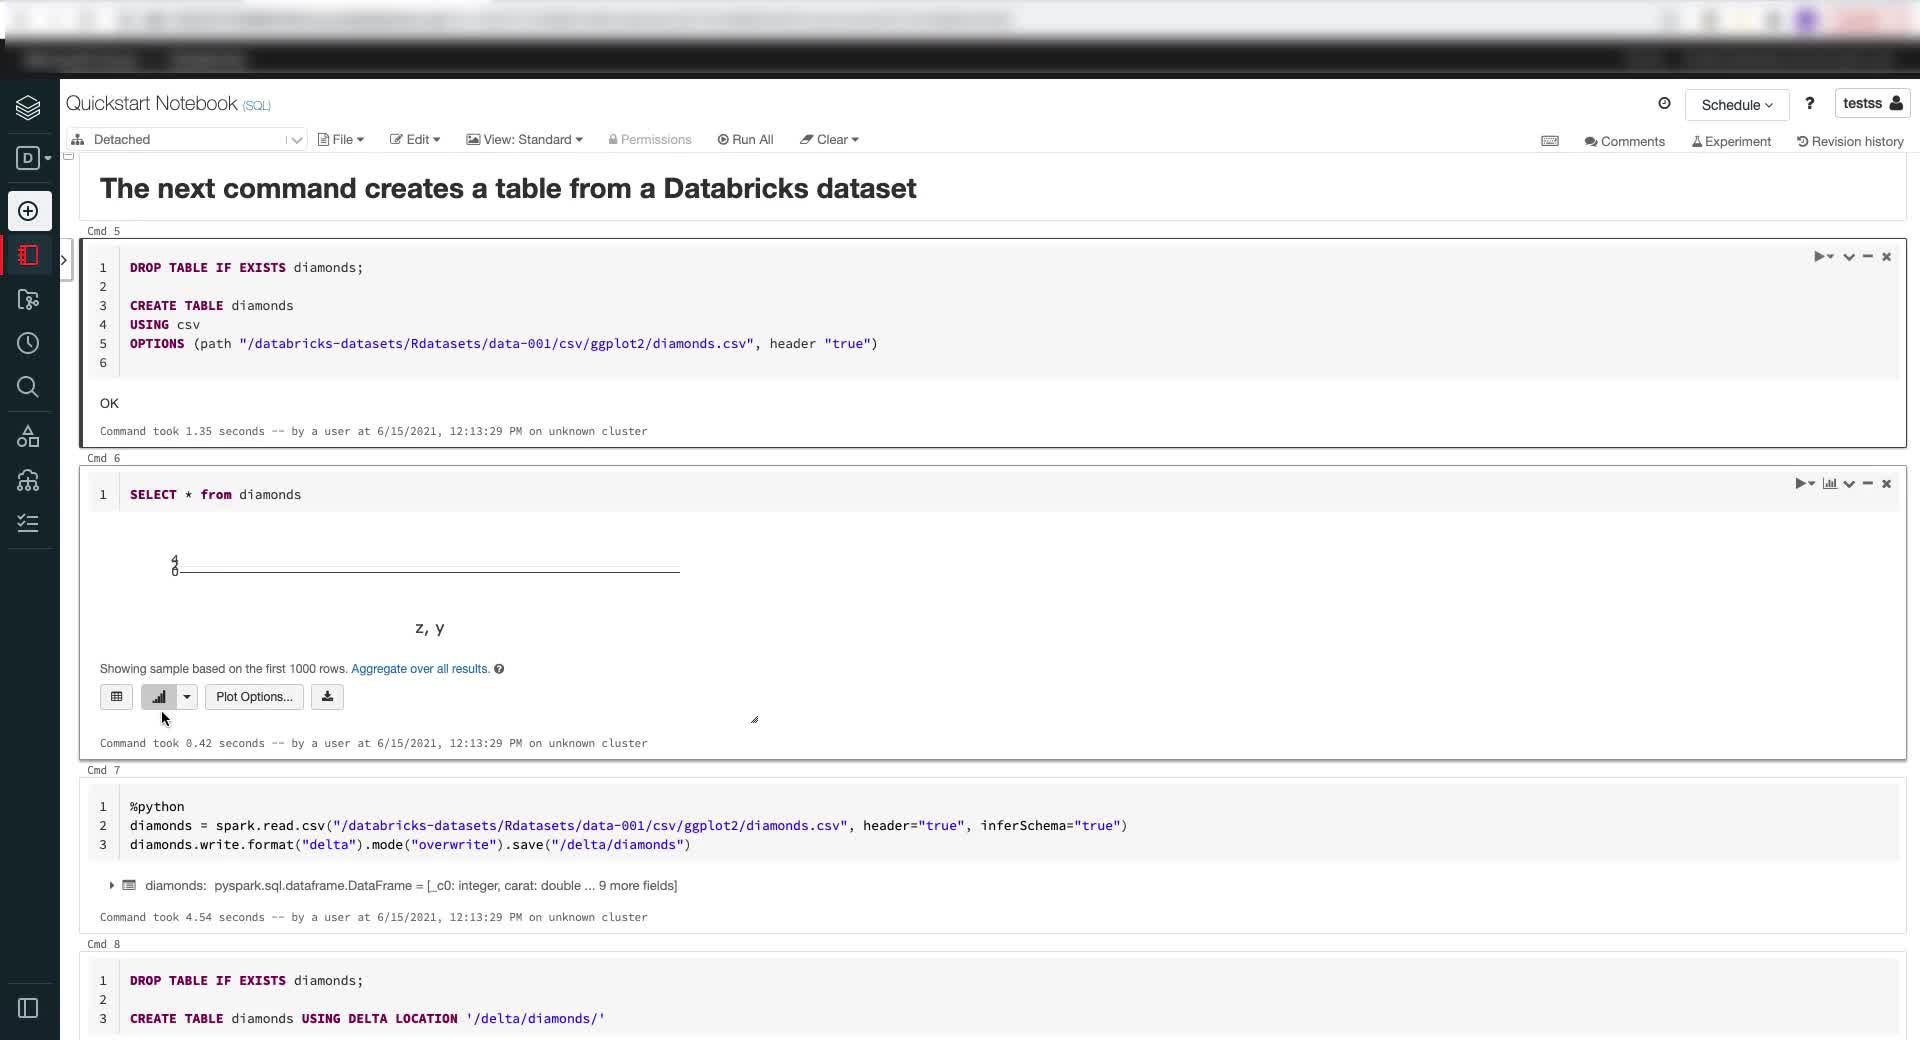 Quickstart Notebook (SQL)
Schedule
?
testss
D
Detached
File
Edit
View: Standard
Permissions
Run All
Clear
Comments
Experiment
Revision history
The next command creates a table from a Databricks dataset
Cmd 5
1 DROP TABLE IF EXISTS diamonds;
2
3 CREATE TABLE diamonds
4 USING csv
5 OPTIONS (path "/databricks-datasets/Rdatasets/data-001/csv/ggplot2/diamonds.csv", header "true")
6
OK
Command took 1.35 seconds -- by a user at 6/15/2021, 12:13:29 PM on unknown cluster
Cmd 6
1 SELECT * from diamonds
4
2
0
z, y
Showing sample based on the first 1000 rows. Aggregate over all results.
Plot Options...
Command took 0.42 seconds -- by a user at 6/15/2021, 12:13:29 PM on unknown cluster
Cmd 7
1 %python
2 diamonds = spark.read.csv("/databricks-datasets/Rdatasets/data-001/csv/ggplot2/diamonds.csv", header="true", inferSchema="true")
3 diamonds.write.format("delta").mode("overwrite").save("/delta/diamonds")
diamonds: pyspark.sql.dataframe.DataFrame = [_c0: integer, carat: double ... 9 more fields]
Command took 4.54 seconds -- by a user at 6/15/2021, 12:13:29 PM on unknown cluster
Cmd 8
1 DROP TABLE IF EXISTS diamonds;
2
3 CREATE TABLE diamonds USING DELTA LOCATION '/delta/diamonds/'